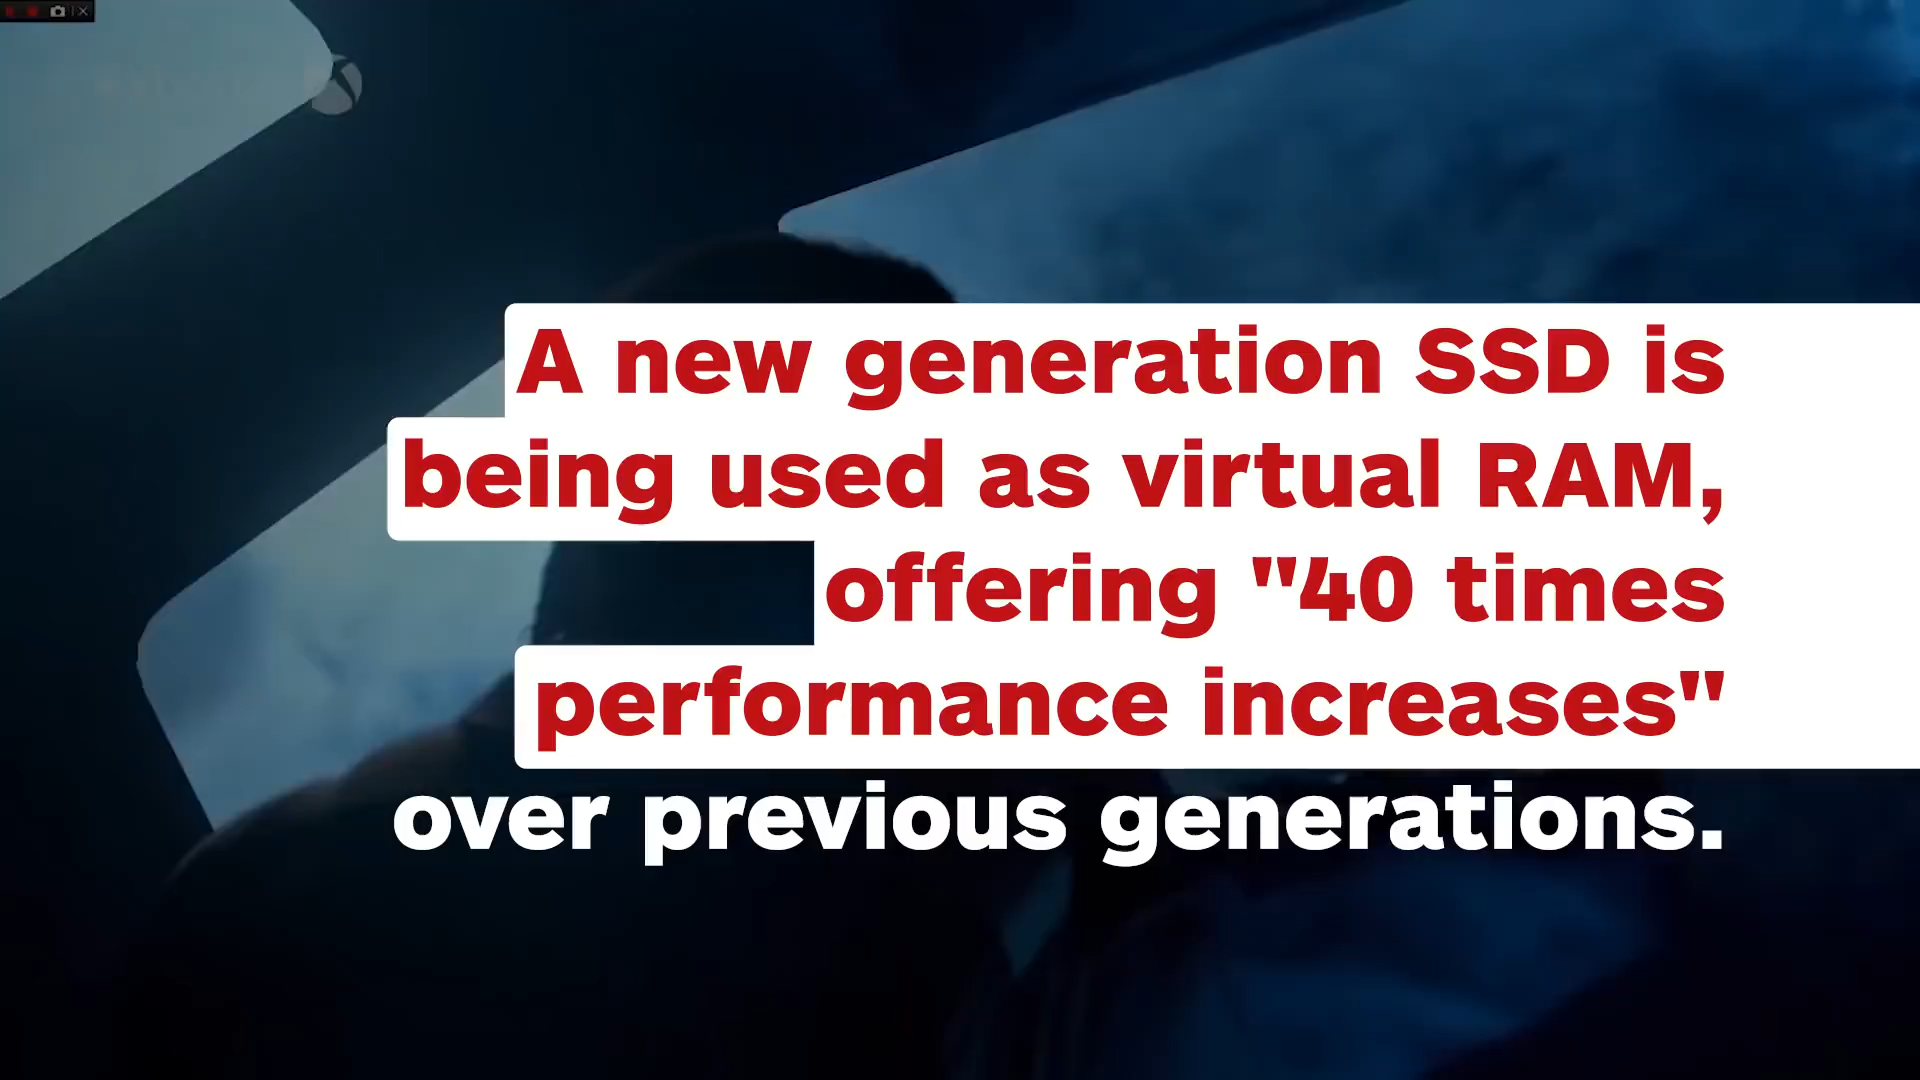 A new generation SSD is
being used as virtual RAM,
offering "40 times
performance increases"
over previous generations.